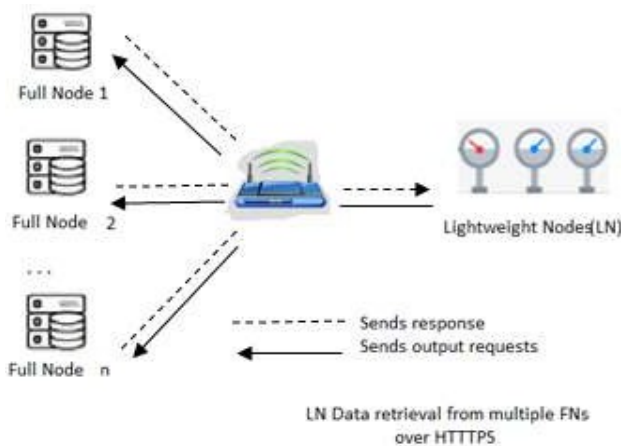 Full Node 1
Full Node 2
Lightweight Nodes(LN)
...
Full Node n
Sends response
Sends output requests
LN Data retrieval from multiple FNs
over HTTTPS